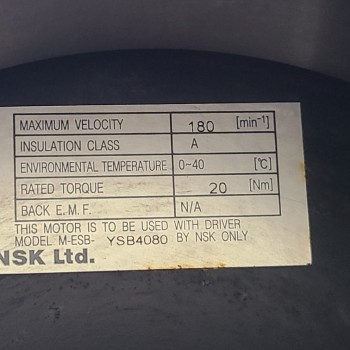 MAXIMUM VELOCITY 180 [min⁻¹]
INSULATION CLASS A
ENVIRONMENTAL TEMPERATURE 0~40 [℃]
RATED TORQUE 20 [Nm]
BACK E.M.F. N/A
THIS MOTOR IS TO BE USED WITH DRIVER
MODEL M-ESB- YSB4080 BY NSK ONLY
NSK Ltd.